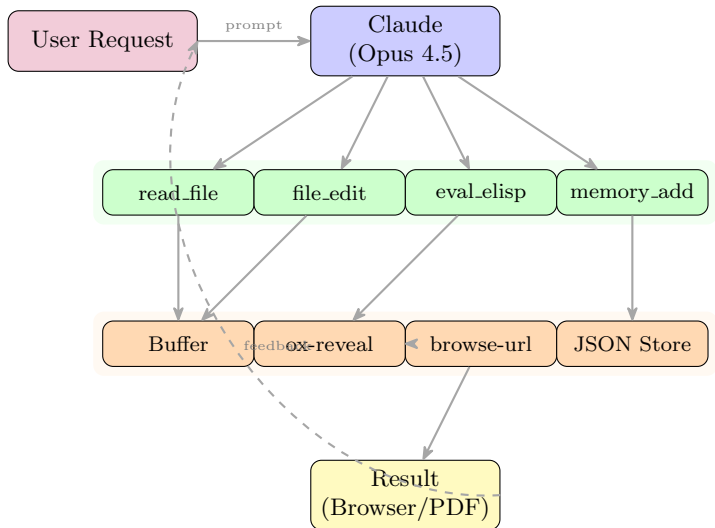 User Request
prompt
Claude
(Opus 4.5)
read_file
file_edit
eval_elisp
memory_add
Buffer
feedback
ox-reveal
browse-url
JSON Store
Result
(Browser/PDF)